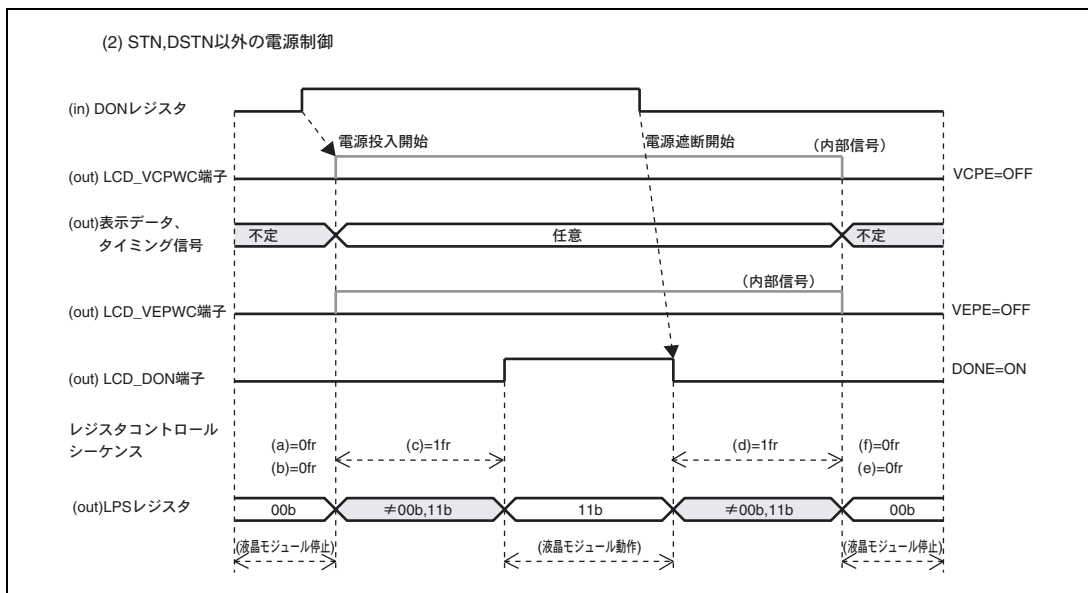 (2) STN,DSTN以外の電源制御
(in) DONレジスタ
電源投入開始
電源遮断開始
（内部信号）
(out) LCD_VCPWC端子
VCPE=OFF
(out)表示データ、
タイミング信号
不定
任意
不定
（内部信号）
(out) LCD_VEPWC端子
VEPE=OFF
(out) LCD_DON端子
DONE=ON
レジスタコントロール
シーケンス
(a)=0fr
(b)=0fr
(c)=1fr
(d)=1fr
(f)=0fr
(e)=0fr
(out)LPSレジスタ
00b
≠00b,11b
11b
≠00b,11b
00b
(液晶モジュール停止)
(液晶モジュール動作)
(液晶モジュール停止)